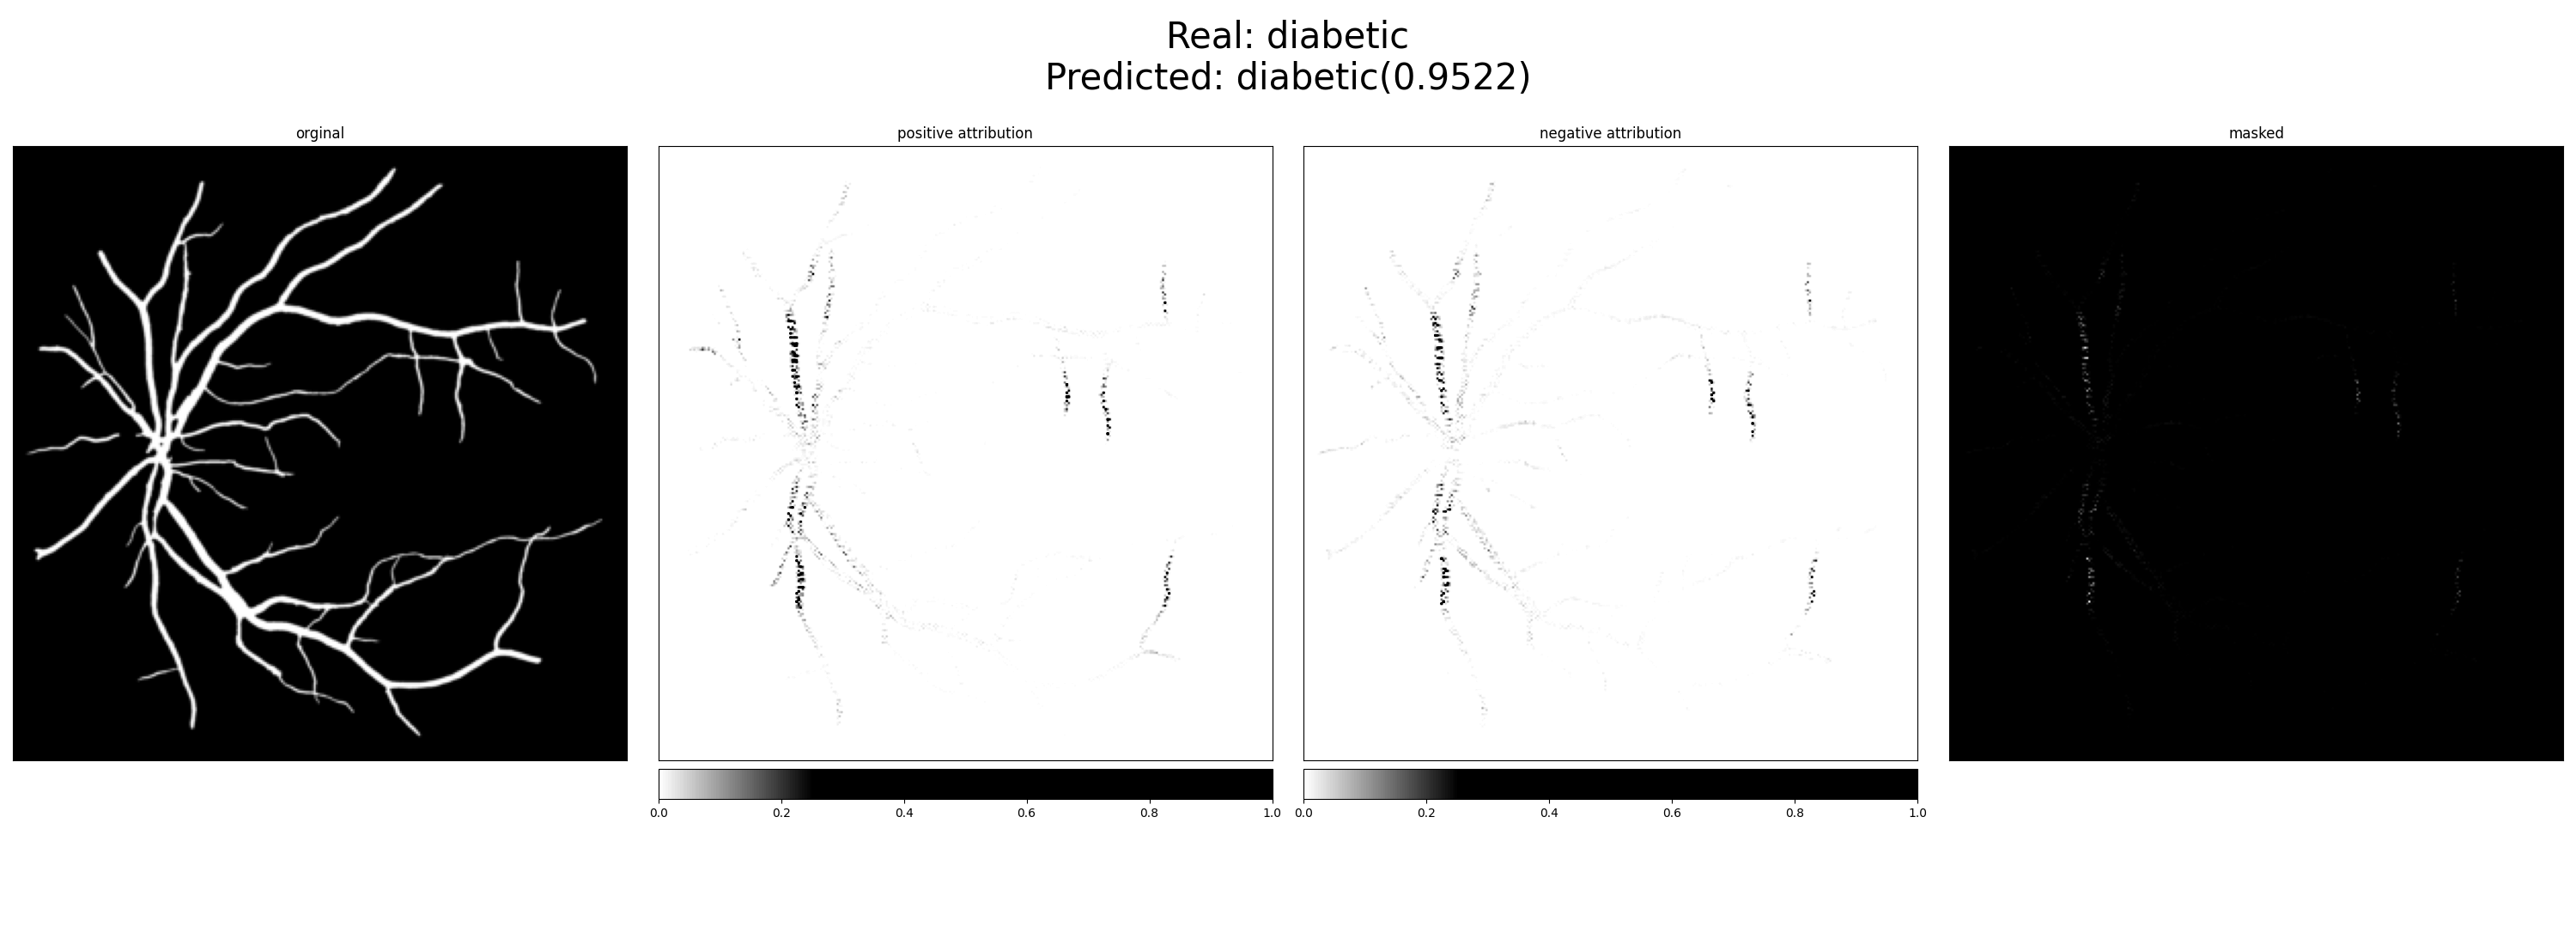 Real: diabetic
Predicted: diabetic(0.9522)
orginal
positive attribution
negative attribution
masked
0.0 0.2 0.4 0.6 0.8 1.0
0.0 0.2 0.4 0.6 0.8 1.0